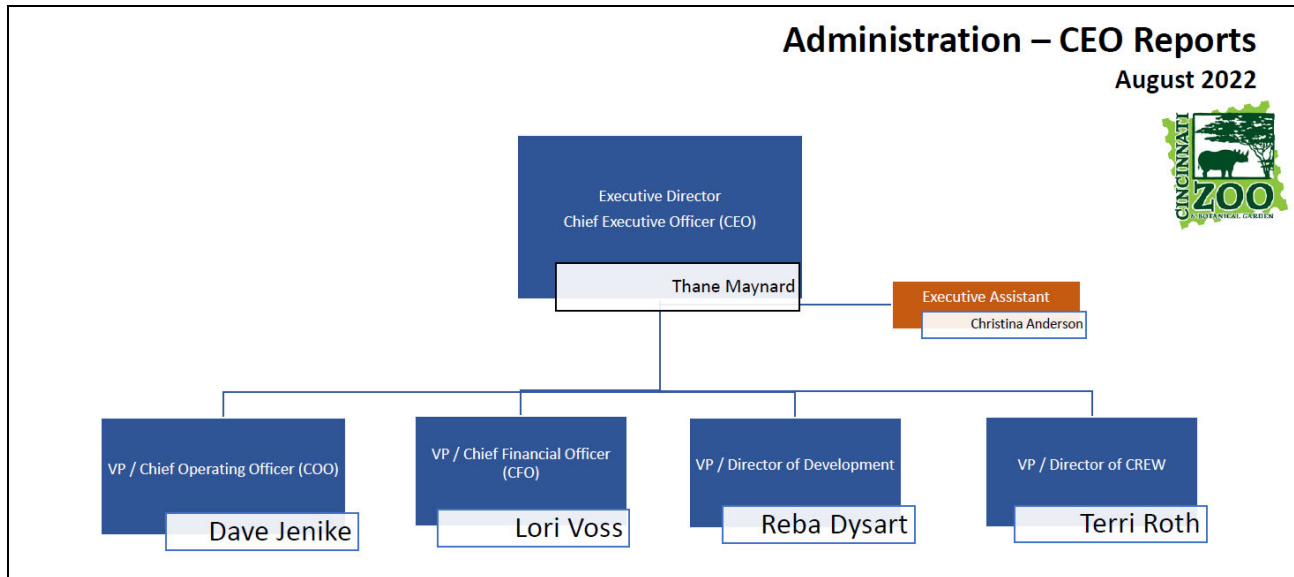 Administration – CEO Reports
August 2022
CINCINNATI
ZOO
& BOTANICAL GARDEN
Executive Director
Chief Executive Officer (CEO)
Thane Maynard
Executive Assistant
Christina Anderson
VP / Chief Operating Officer (COO)
Dave Jenike
VP / Chief Financial Officer
(CFO)
Lori Voss
VP / Director of Development
Reba Dysart
VP / Director of CREW
Terri Roth